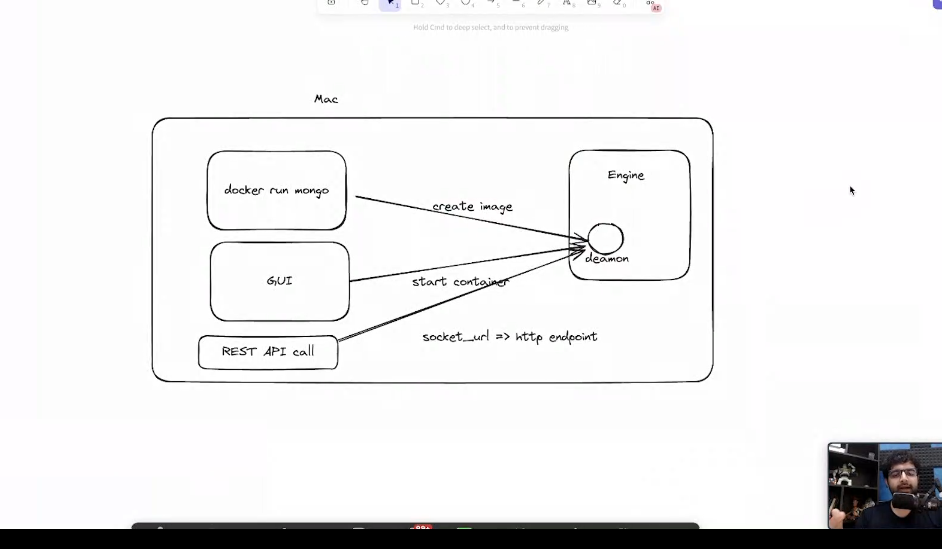 Hold Cmd to deep select, and to prevent dragging
Mac
docker run mongo
Engine
create image
deamon
GUI
start container
socket_url => http endpoint
REST API call